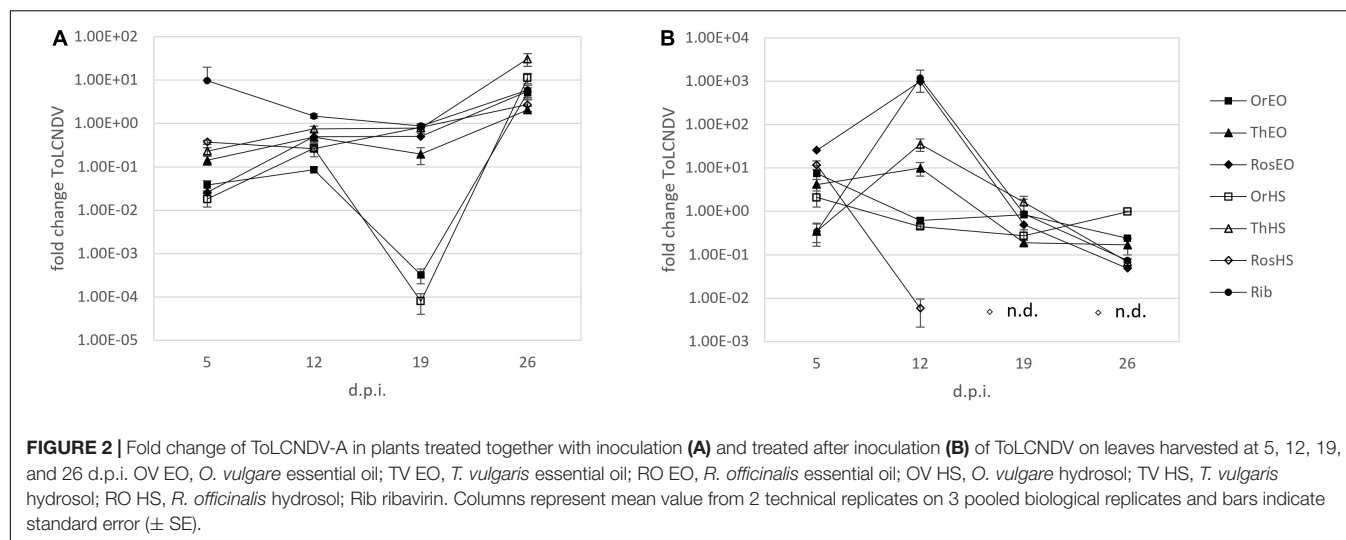 A
1.00E+02
1.00E+01
1.00E+00
1.00E-01
1.00E-02
1.00E-03
1.00E-04
1.00E-05
fold change ToLCNDV
5 12 19 26
d.p.i.
B
1.00E+04
1.00E+03
1.00E+02
1.00E+01
1.00E+00
1.00E-01
1.00E-02
1.00E-03
fold change ToLCNDV
n.d.
n.d.
5 12 19 26
d.p.i.
OrEO
ThEO
RosEO
OrHS
ThHS
RosHS
Rib
FIGURE 2 | Fold change of ToLCNDV-A in plants treated together with inoculation (A) and treated after inoculation (B) of ToLCNDV on leaves harvested at 5, 12, 19,
and 26 d.p.i. OV EO, O. vulgare essential oil; TV EO, T. vulgaris essential oil; RO EO, R. officinalis essential oil; OV HS, O. vulgare hydrosol; TV HS, T. vulgaris
hydrosol; RO HS, R. officinalis hydrosol; Rib ribavirin. Columns represent mean value from 2 technical replicates on 3 pooled biological replicates and bars indicate
standard error (± SE).